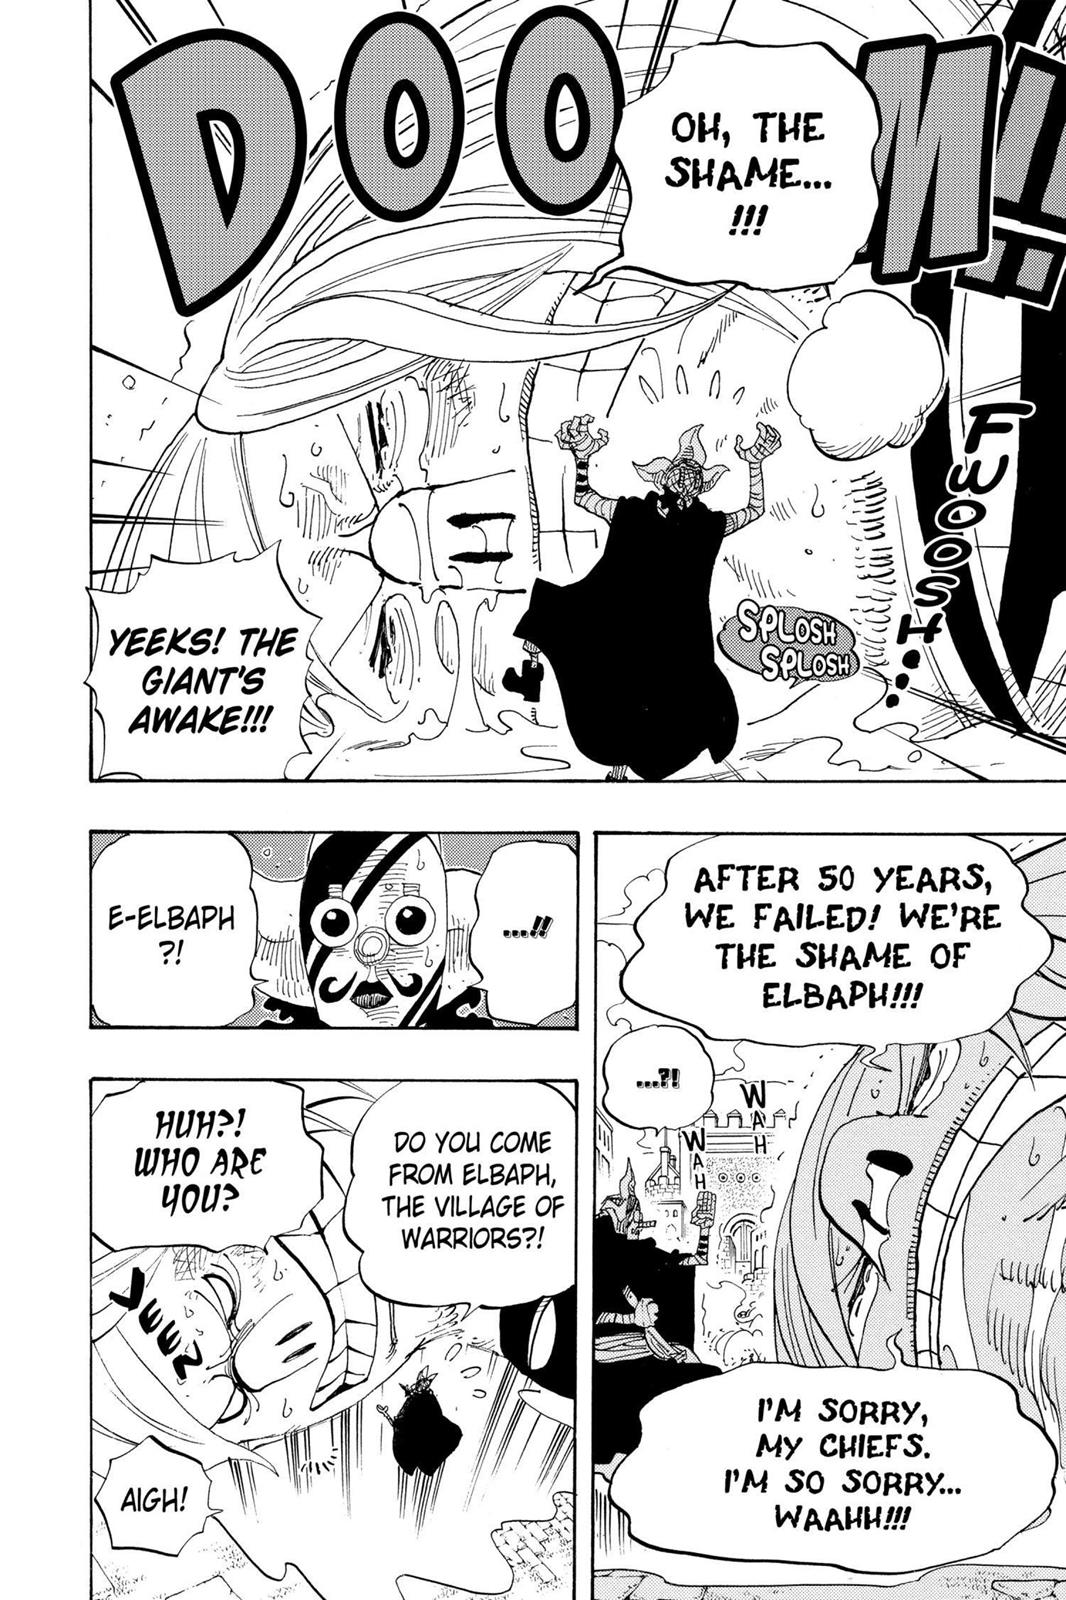 DOOM!!
OH, THE
SHAME...
!!!
FWOOSH...
SPLOSH
SPLOSH
YEEKS! THE
GIANT'S
AWAKE!!!
E-ELBAPH
?!
...!!
AFTER 50 YEARS,
WE FAILED! WE'RE
THE SHAME OF
ELBAPH!!!
...?!
WAH
WAH
I'M SORRY,
MY CHIEFS.
I'M SO SORRY...
WAAHH!!!
HUH?!
WHO ARE
YOU?
DO YOU COME
FROM ELBAPH,
THE VILLAGE OF
WARRIORS?!
VEEN
AIGH!